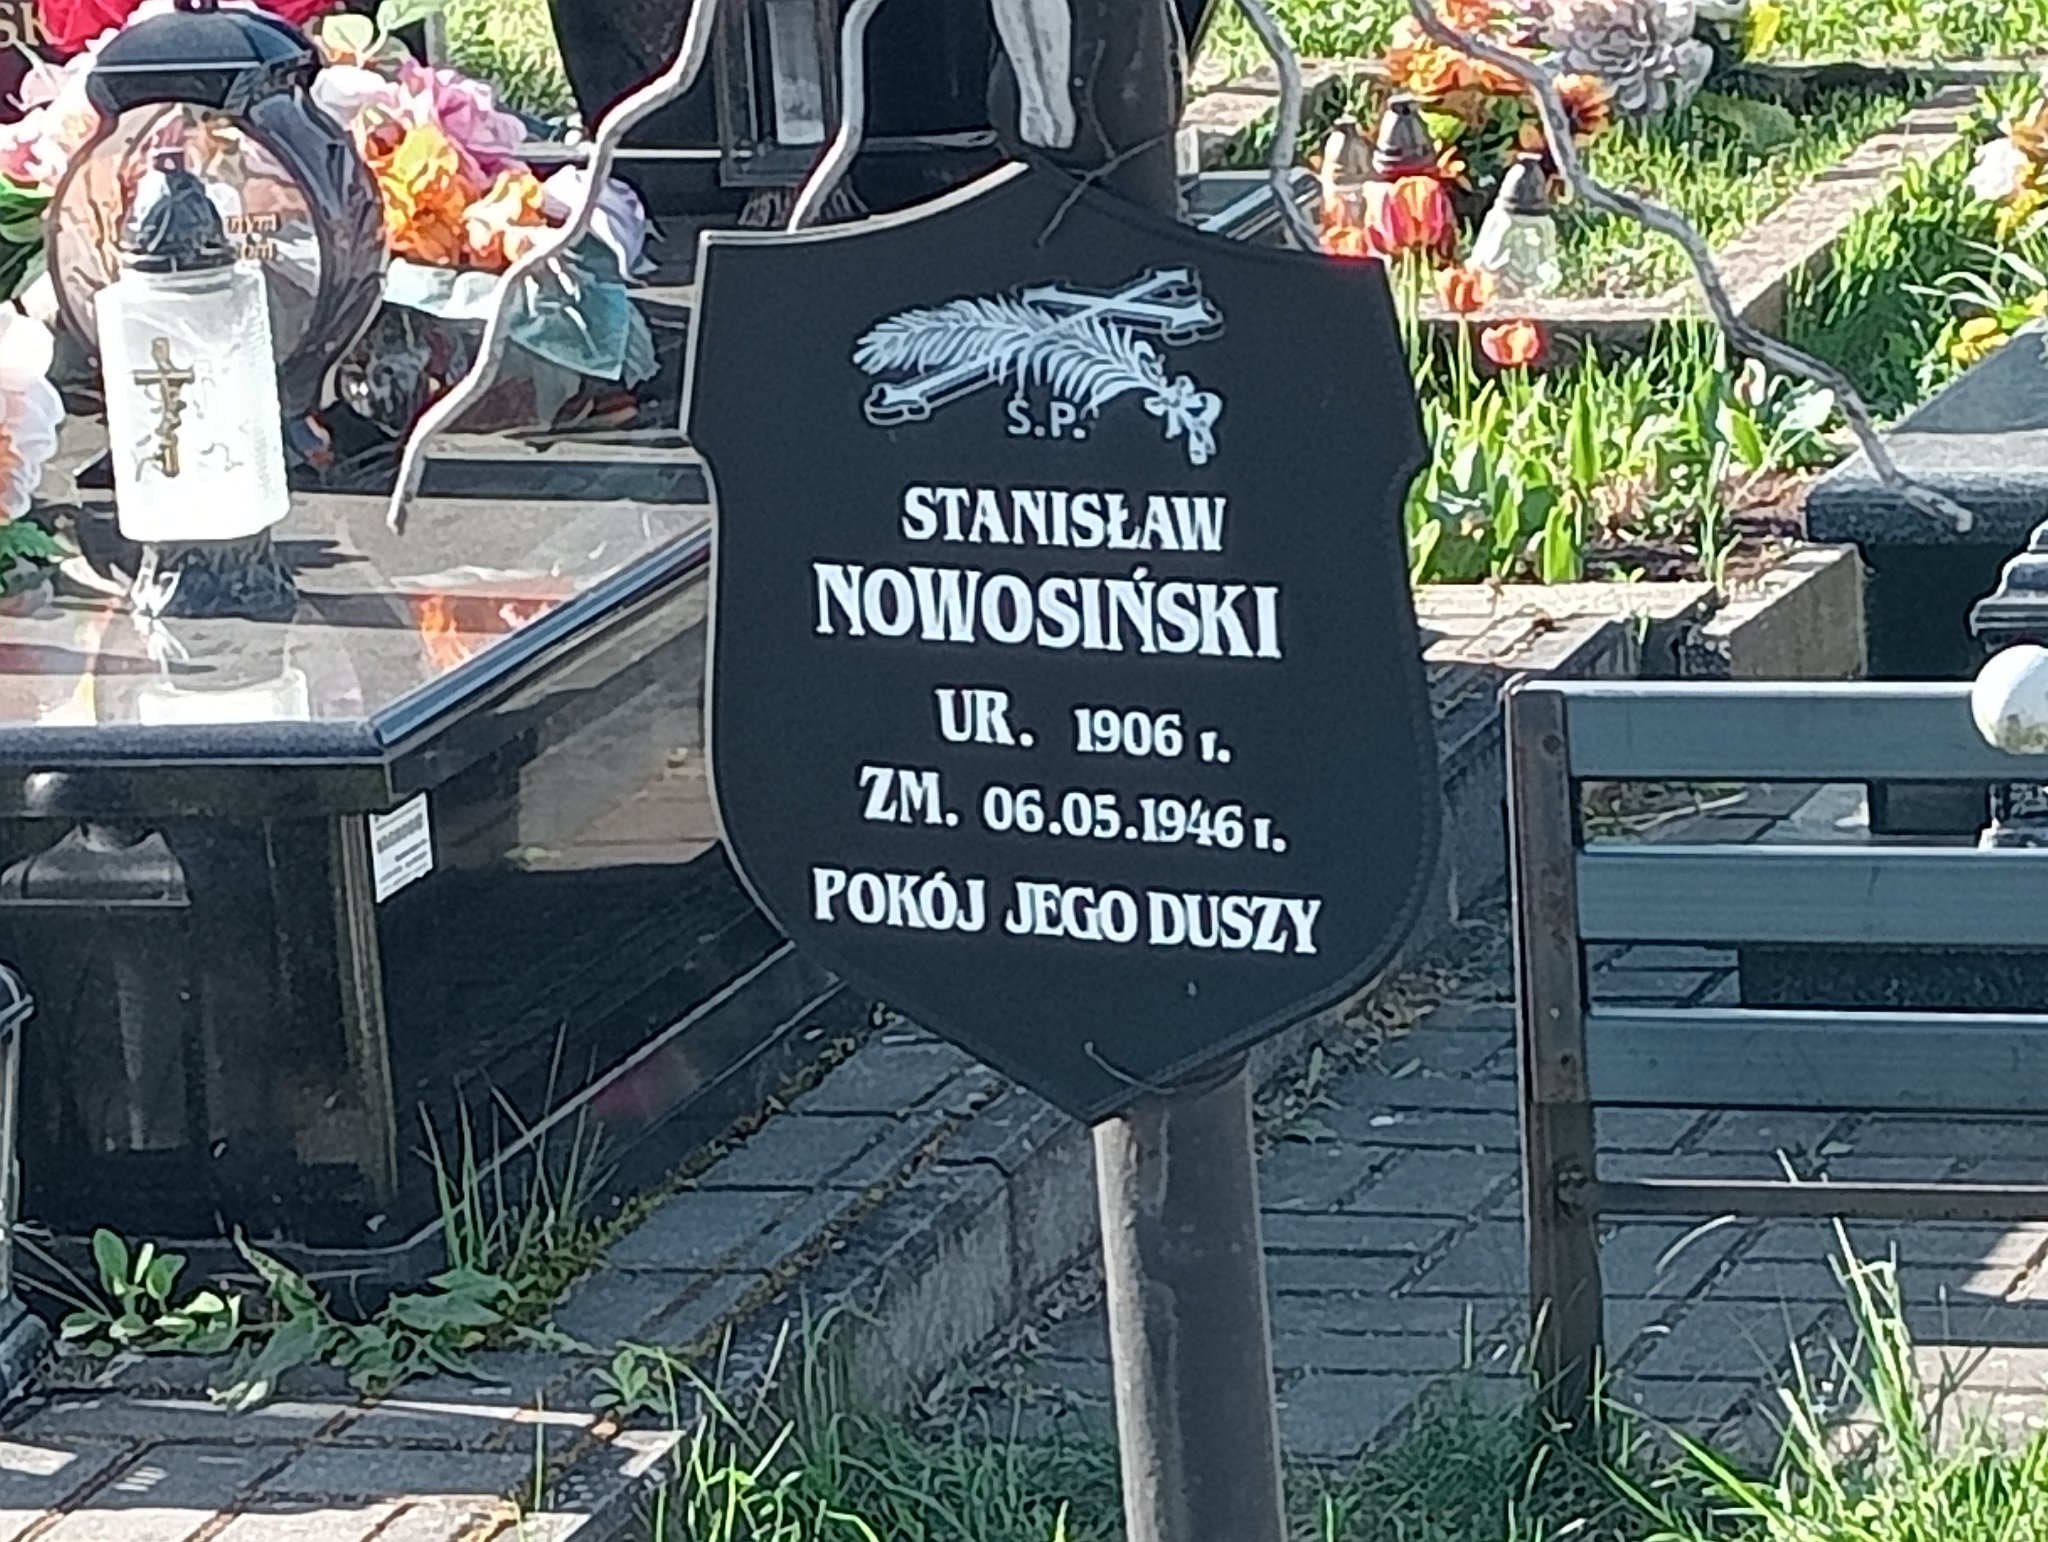 Ś.P.
STANISŁAW
NOWOSIŃSKI
UR. 1906 r.
ZM. 06.05.1946 r.
POKÓJ JEGO DUSZY